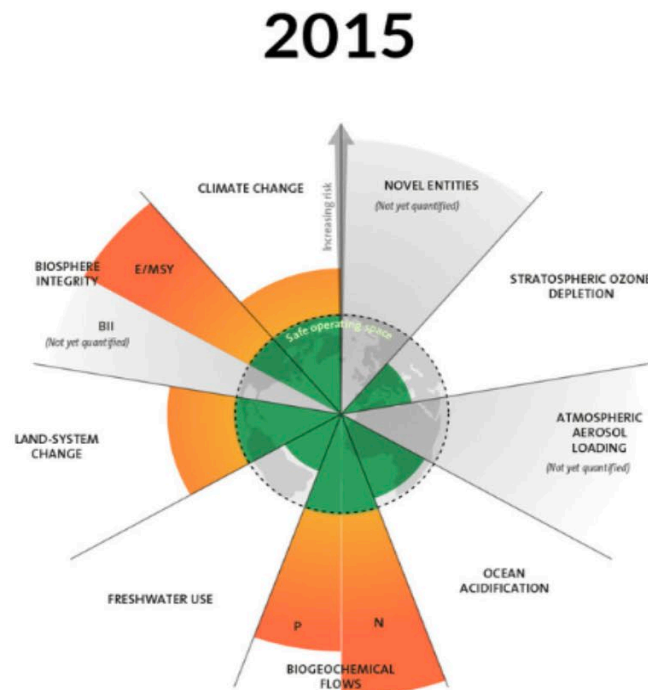 2015
CLIMATE CHANGE
Increasing risk
NOVEL ENTITIES
(Not yet quantified)
STRATOSPHERIC OZONE
DEPLETION
BIOSPHERE
INTEGRITY
E/MSY
BII
(Not yet quantified)
Safe operating space
LAND-SYSTEM
CHANGE
ATMOSPHERIC
AEROSOL
LOADING
(Not yet quantified)
FRESHWATER USE
P
N
BIOGEOCHEMICAL
FLOWS
OCEAN
ACIDIFICATION